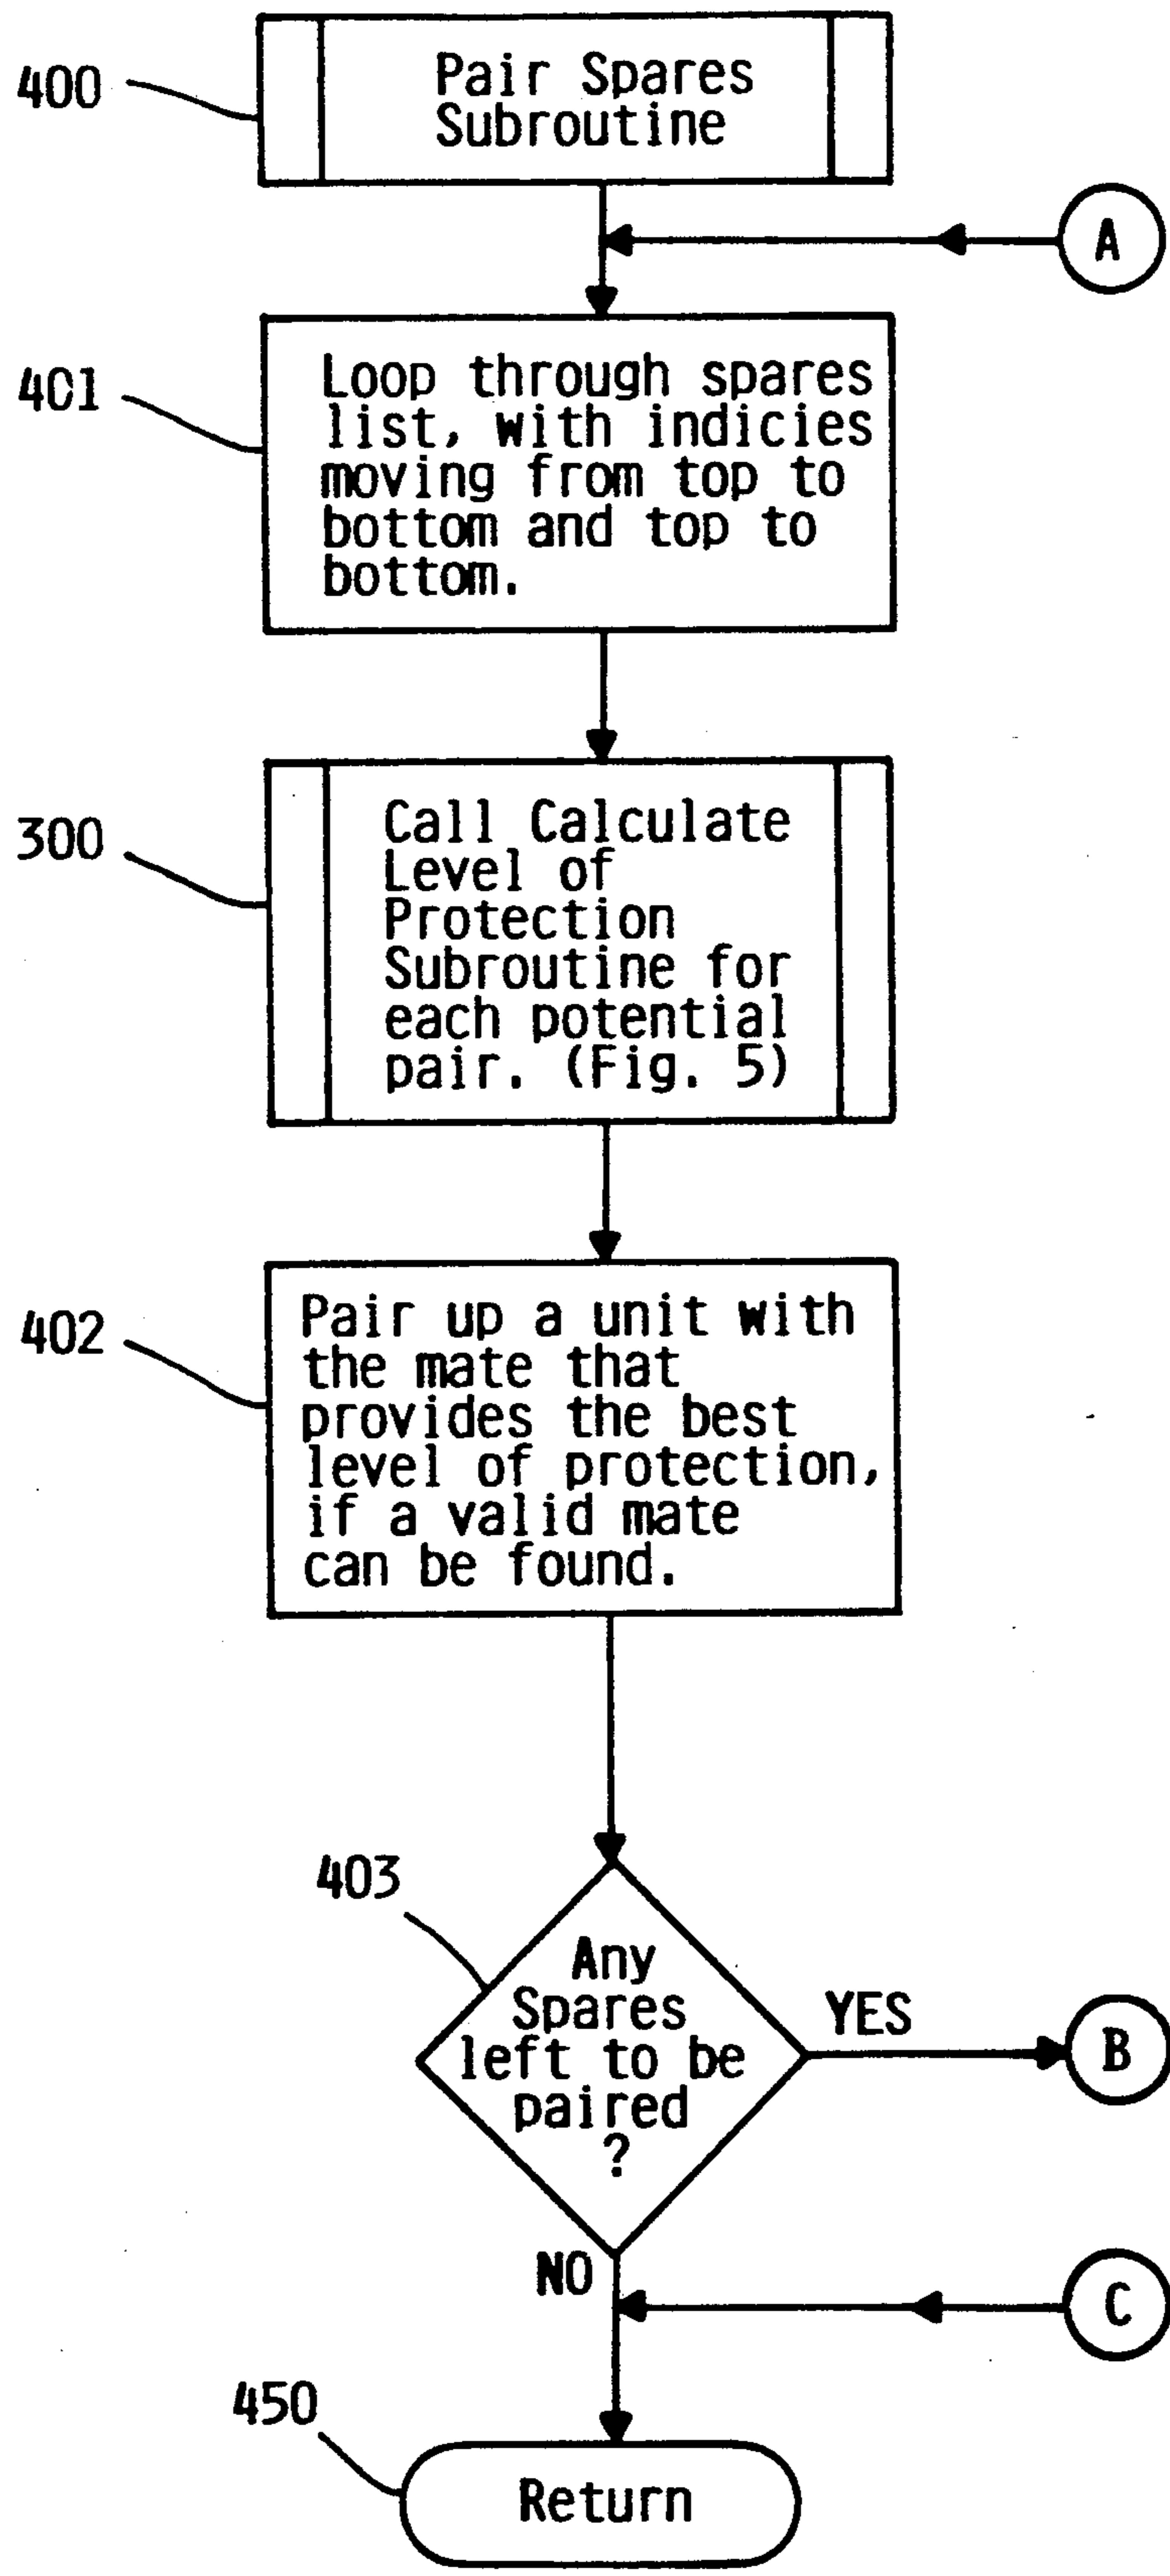 400
Pair Spares
Subroutine
A
401
Loop through spares
list, with indicies
moving from top to
bottom and top to
bottom.
300
Call Calculate
Level of
Protection
Subroutine for
each potential
pair. (Fig. 5)
402
Pair up a unit with
the mate that
provides the best
level of protection,
if a valid mate
can be found.
403
Any
Spares
left to be
paired
?
YES
B
NO
C
450
Return